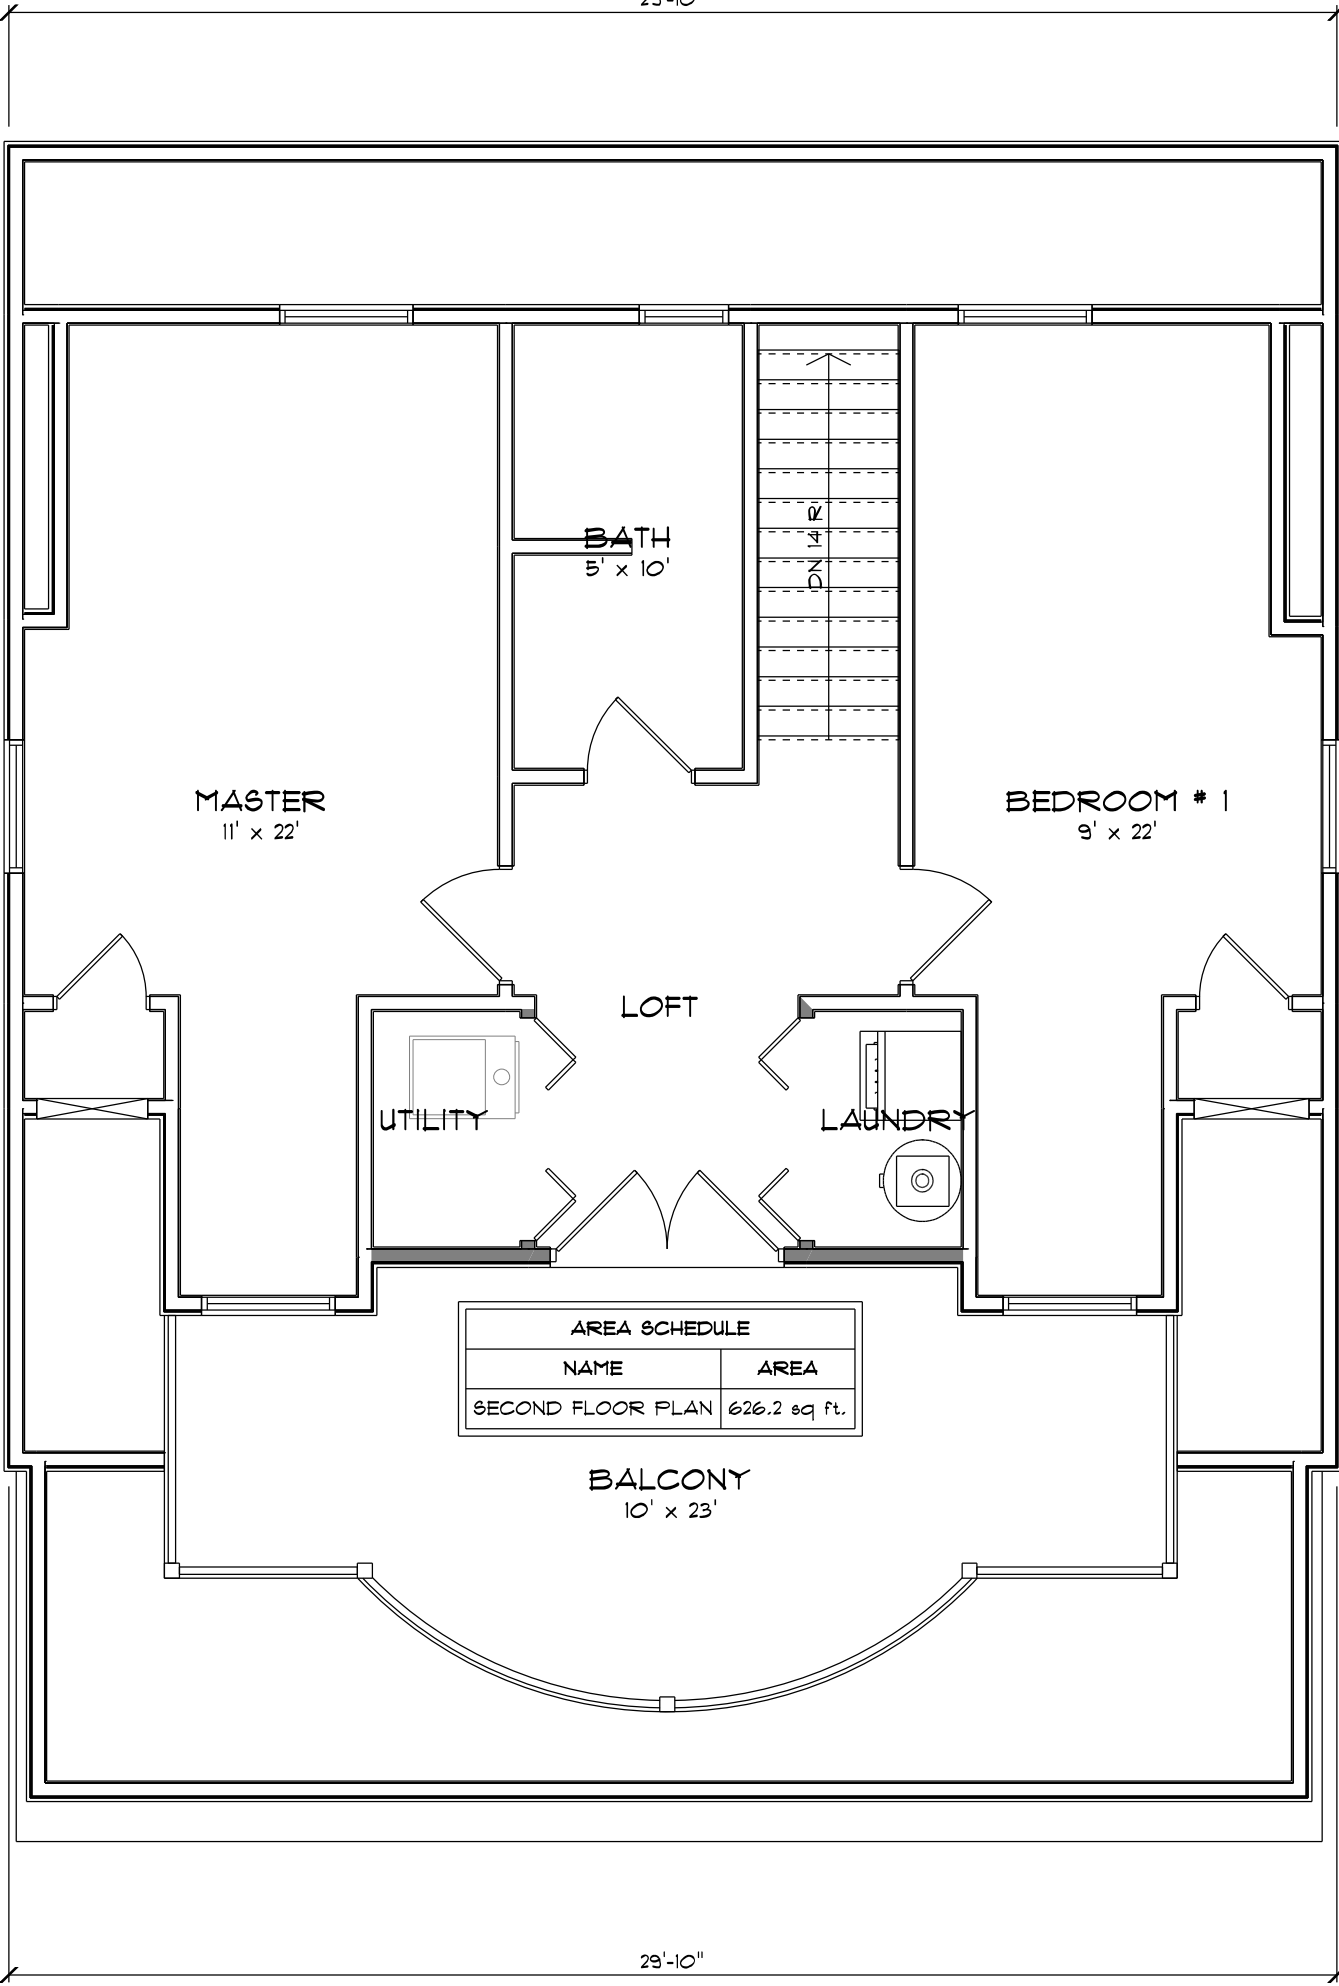 BATH
5' x 10'
DN 14 R
MASTER
11' x 22'
BEDROOM # 1
9' x 22'
LOFT
UTILITY
LAUNDRY
AREA SCHEDULE
NAME AREA
SECOND FLOOR PLAN 626.2 sq ft.
BALCONY
10' x 23'
29'-10"